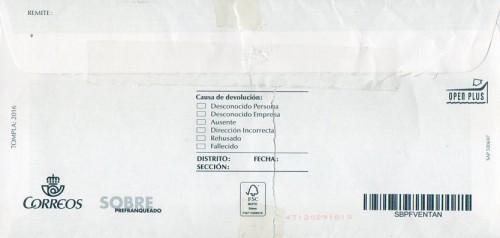 REMITE:
OPEN PLUS
TOMPLA: 2016
Causa de devolución:
Desconocido Persona
Desconocido Empresa
Ausente
Dirección Incorrecta
Rehusado
Fallecido
DISTRITO: FECHA:
SECCIÓN:
CORREOS
SOBRE
PREFRANQUEADO
FSC
MIXTO
SBPFVENTAN